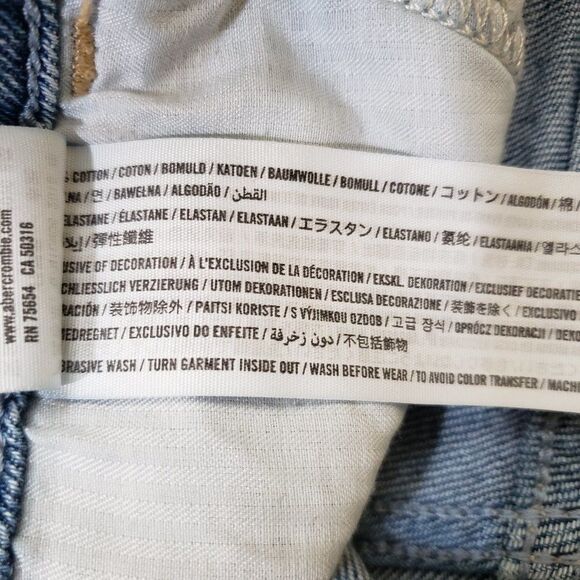 www.abercrombie.com
RN 75654 CA 50316
COTTON / COTON / BOMULD / KATOEN / BAUMWOLLE / BOMULL / COTONE / コットン / ALGODÓN / 棉 /
/ 면 / BAWEŁNA / ALGODÃO / القطن
ELASTANE / ÉLASTANE / ELASTAN / ELASTAAN / エラスタン / ELASTANO / 氨纶 / ELASTAANIA /
/ 彈性纖維
USIVE OF DECORATION / À L'EXCLUSION DE LA DÉCORATION / EKSKL. DEKORATION / EXCLUSIEF DECORATIE
CHLIESSLICH VERZIERUNG / UTOM DEKORATIONEN / ESCLUSA DECORAZIONE / 装飾を除く / EXCLUSIVO
RACIÓN / 装饰物除外 / PAITSI KORISTE / S VÝJIMKOU OZDOB / 고급 장식 / OPRÓCZ DEKORACJI / DEKO
MEDREGNET / EXCLUSIVO DO ENFEITE / دون زخرفة / 不包括飾物
BRASIVE WASH / TURN GARMENT INSIDE OUT / WASH BEFORE WEAR / TO AVOID COLOR TRANSFER / MACHI